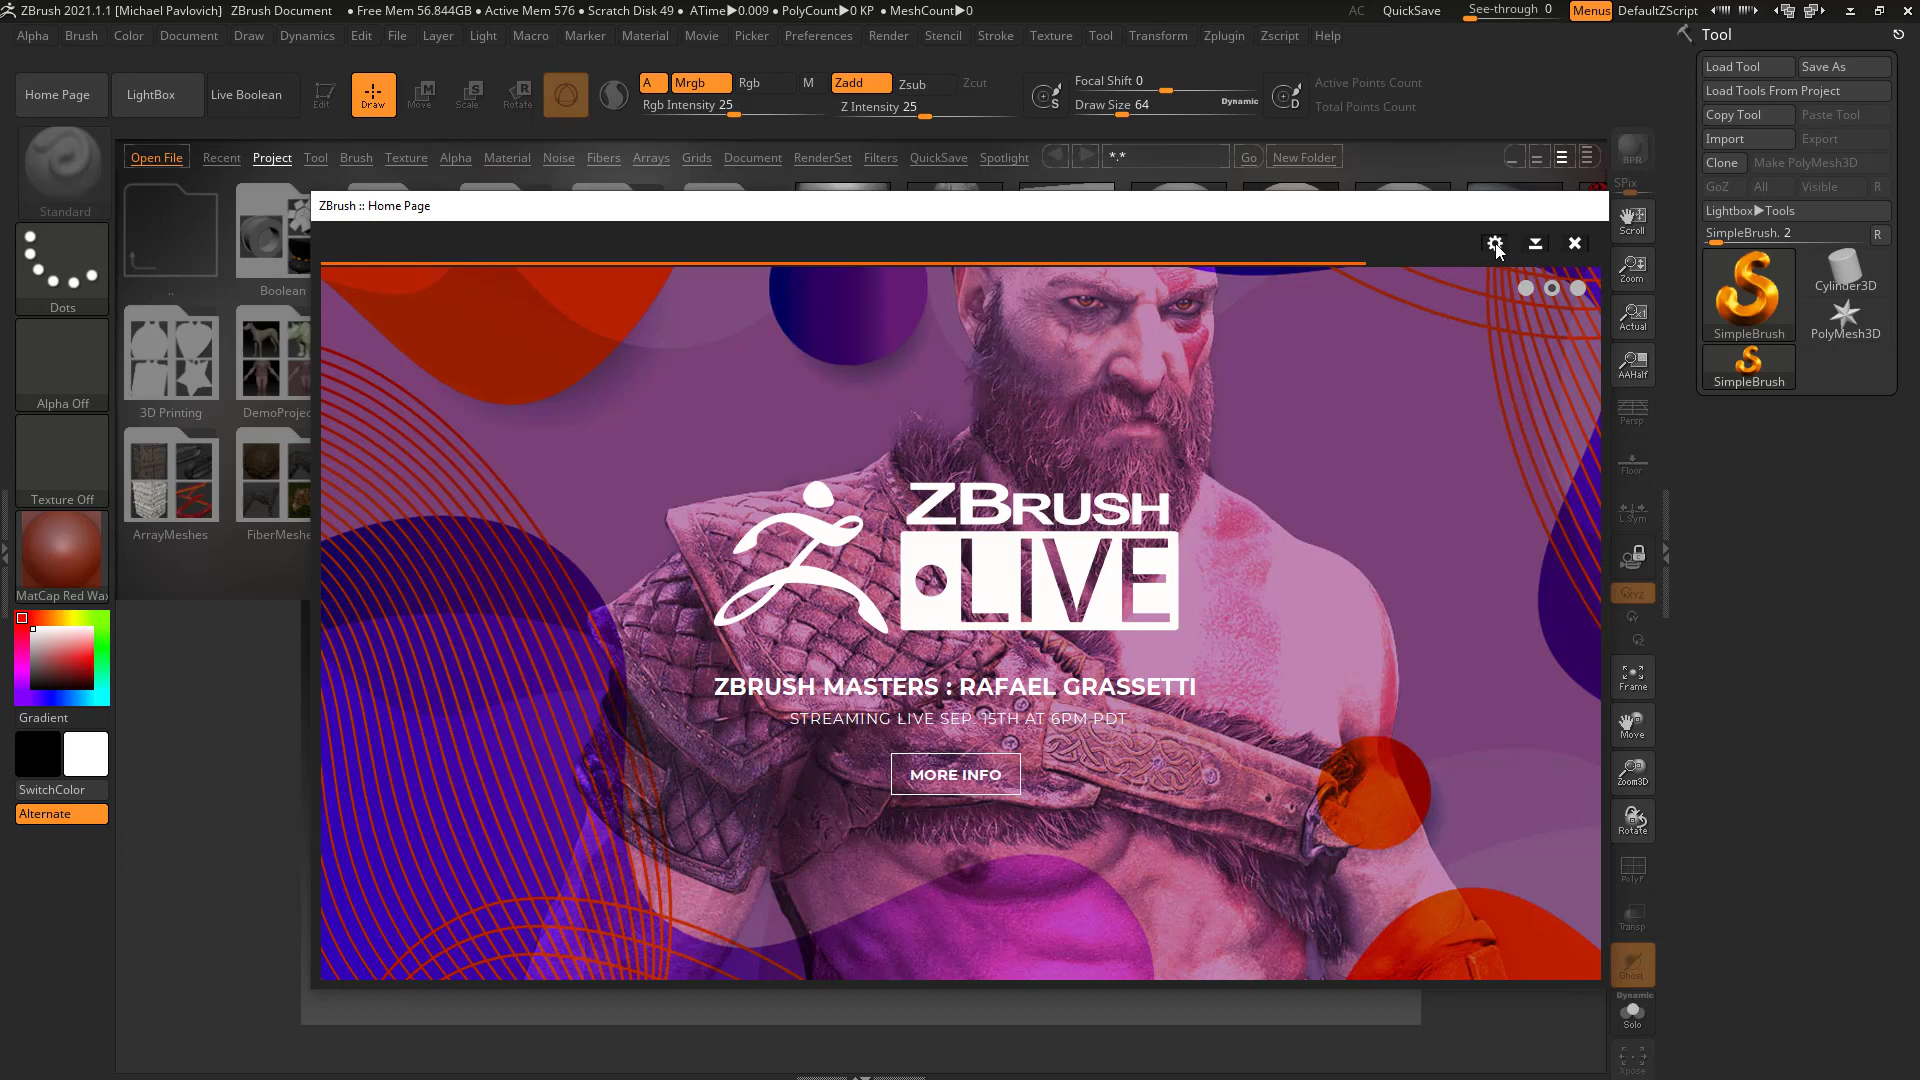 ZBrush 2021.1.1 [Michael Pavlovich] ZBrush Document • Free Mem 56.844GB • Active Mem 576 • Scratch Disk 49 • ATime▶0.009 • PolyCount▶0 KP • MeshCount▶0 AC QuickSave See-through 0 Menus DefaultZScript
Alpha Brush Color Document Draw Dynamics Edit File Layer Light Macro Marker Material Movie Picker Preferences Render Stencil Stroke Texture Tool Transform Zplugin Zscript Help
Tool
Load Tool Save As
Load Tools From Project
Copy Tool Paste Tool
Import Export
Clone Make PolyMesh3D
GoZ All Visible R
Lightbox▶Tools
SimpleBrush. 2 R
SimpleBrush
Cylinder3D
PolyMesh3D
SimpleBrush
Home Page LightBox Live Boolean Edit Draw Move Scale Rotate
A Mrgb Rgb M Zadd Zsub Zcut
Rgb Intensity 25 Z Intensity 25
S Focal Shift 0
Draw Size 64 Dynamic
D Active Points Count
Total Points Count
Open File Recent Project Tool Brush Texture Alpha Material Noise Fibers Arrays Grids Document RenderSet Filters QuickSave Spotlight *.* Go New Folder
Standard
Dots
Alpha Off
Texture Off
MatCap Red Wax
Gradient
SwitchColor
Alternate
..
Boolean
3D Printing
DemoProjec
ArrayMeshes
FiberMeshe
ZBrush :: Home Page
ZBRUSH
•LIVE
ZBRUSH MASTERS : RAFAEL GRASSETTI
STREAMING LIVE SEP. 15TH AT 6PM PDT
MORE INFO
BPR
SPix
Scroll
Zoom
Actual
AAHalf
Persp
Floor
L.Sym
XYZ
Frame
Move
Zoom3D
Rotate
PolyF
Transp
Ghost
Dynamic
Solo
Xpose